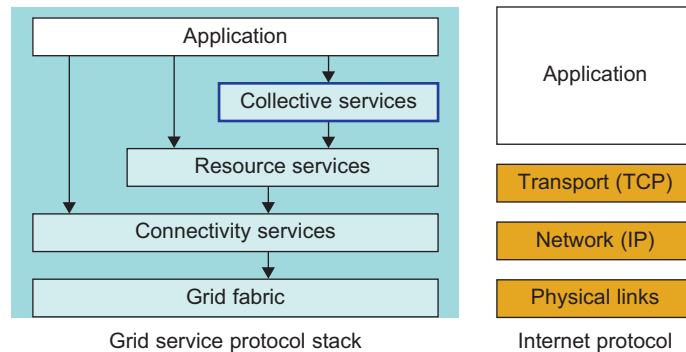 Application
Collective services
Resource services
Connectivity services
Grid fabric
Grid service protocol stack
Application
Transport (TCP)
Network (IP)
Physical links
Internet protocol